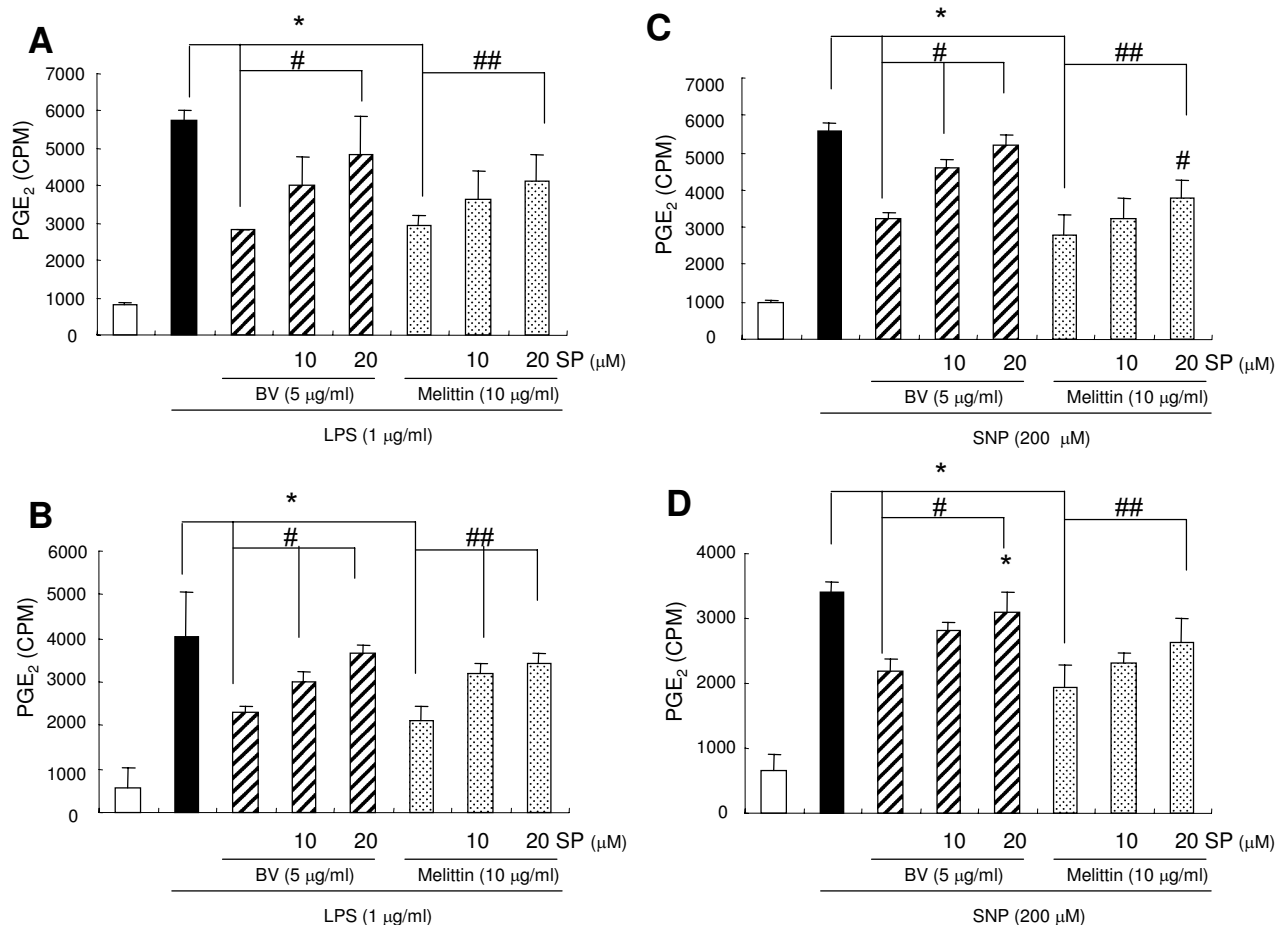 A
*
#
##
7000
6000
5000
4000
3000
2000
1000
0
PGE2 (CPM)
10 20 10 20 SP (μM)
BV (5 μg/ml) Melittin (10 μg/ml)
LPS (1 μg/ml)
B
*
#
##
6000
5000
4000
3000
2000
1000
0
PGE2 (CPM)
10 20 10 20 SP (μM)
BV (5 μg/ml) Melittin (10 μg/ml)
LPS (1 μg/ml)
C
*
#
##
#
7000
6000
5000
4000
3000
2000
1000
0
PGE2 (CPM)
10 20 10 20 SP (μM)
BV (5 μg/ml) Melittin (10 μg/ml)
SNP (200 μM)
D
*
#
##
*
4000
3000
2000
1000
0
PGE2 (CPM)
10 20 10 20 SP (μM)
BV (5 μg/ml) Melittin (10 μg/ml)
SNP (200 μM)